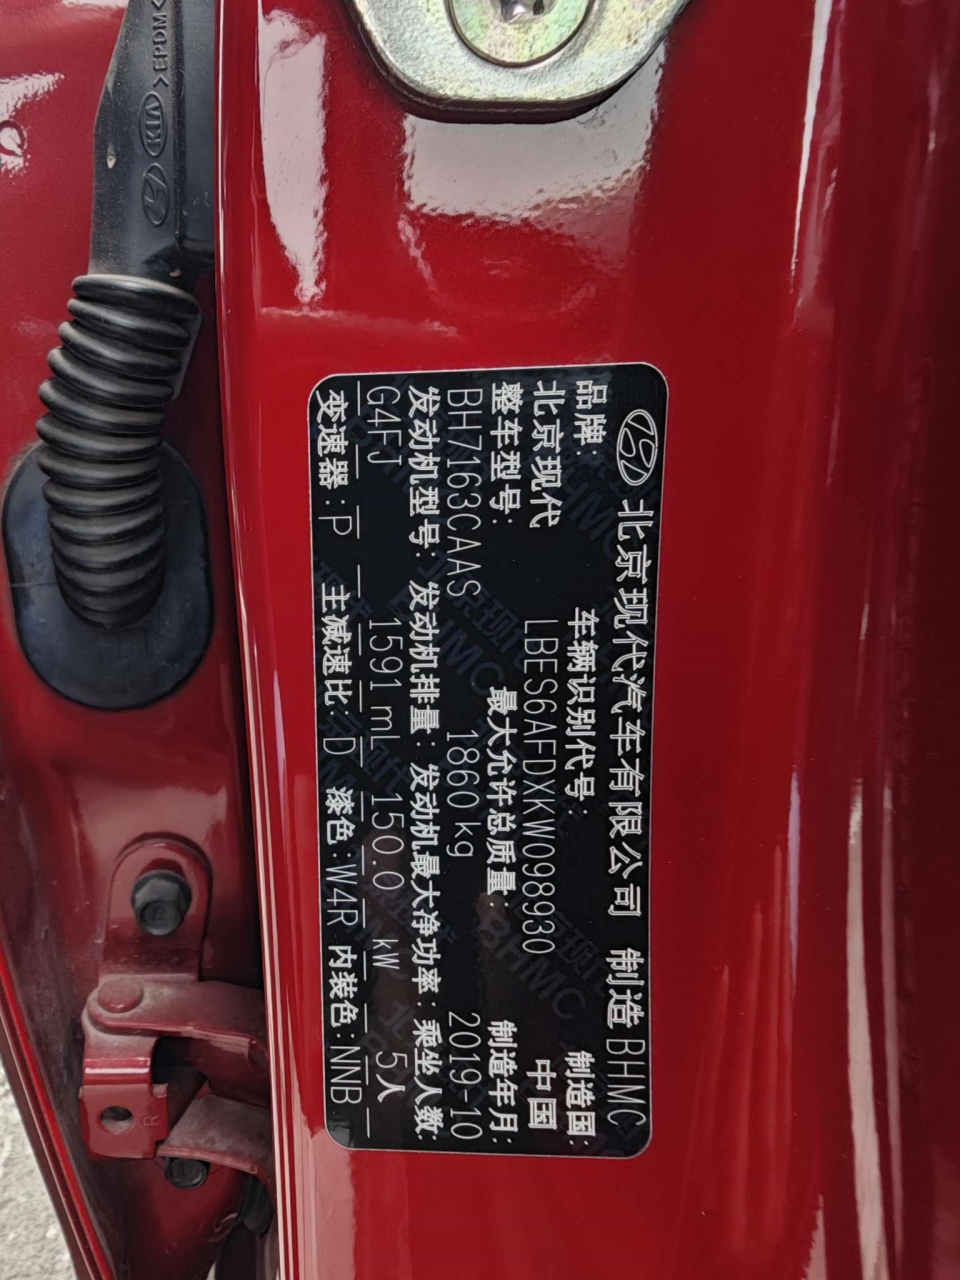 北京现代汽车有限公司 制造 BHMC
品牌: 车辆识别代号: 制造国:
北京现代 LBES6AFDXKW098930 中国
整车型号: 最大允许总质量: 制造年月:
BH7163CAAS 1860 kg 2019-10
发动机型号: 发动机排量: 发动机最大净功率: 乘坐人数:
G4FJ 1591 mL 150.0 kW 5人
变速器: P 主减速比: D 漆色: W4R 内装色: NNB
KIA >EPDM<
R